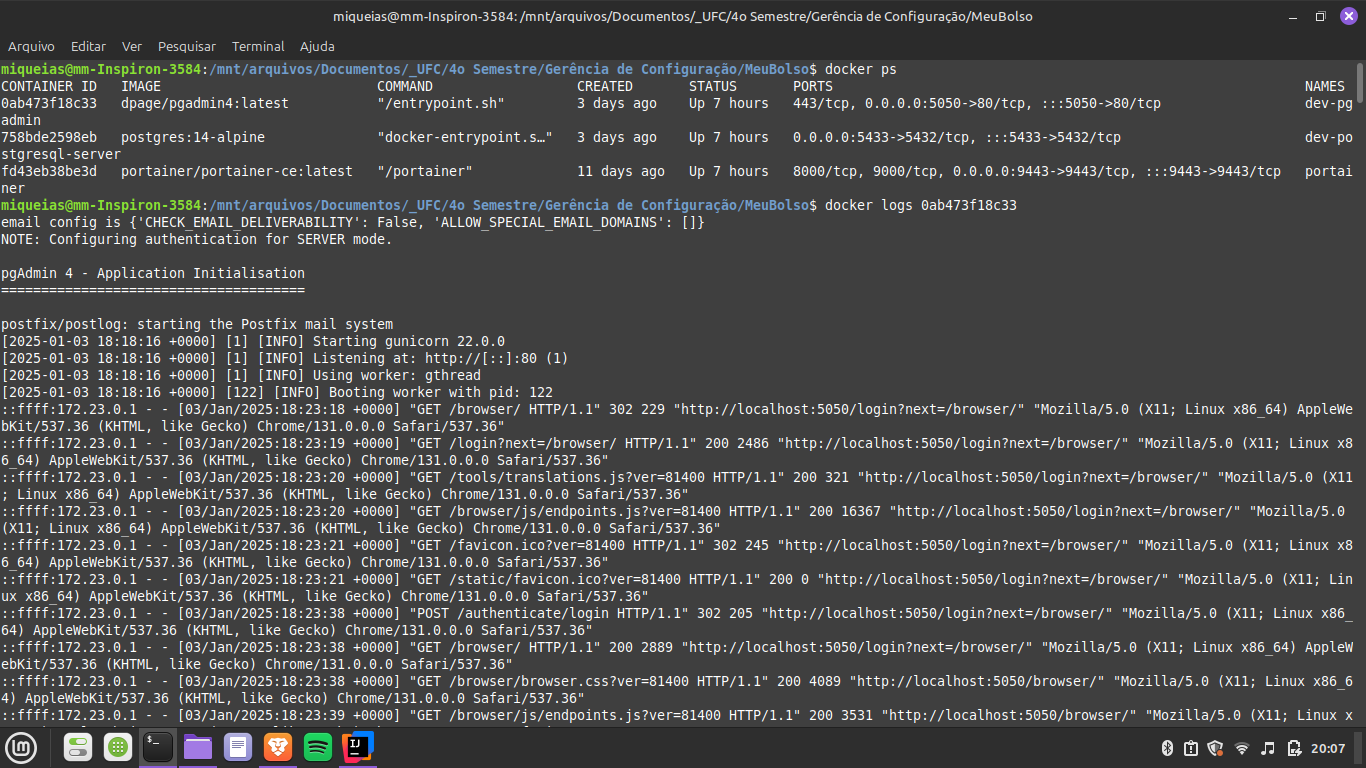 miqueias@mm-Inspiron-3584: /mnt/arquivos/Documentos/_UFC/4o Semestre/Gerência de Configuração/MeuBolso
Arquivo Editar Ver Pesquisar Terminal Ajuda
miqueias@mm-Inspiron-3584:/mnt/arquivos/Documentos/_UFC/4o Semestre/Gerência de Configuração/MeuBolso$ docker ps
CONTAINER ID   IMAGE                           COMMAND                  CREATED       STATUS       PORTS                                                           NAMES
0ab473f18c33   dpage/pgadmin4:latest           "/entrypoint.sh"         3 days ago    Up 7 hours   443/tcp, 0.0.0.0:5050->80/tcp, :::5050->80/tcp                  dev-pg
admin
758bde2598eb   postgres:14-alpine              "docker-entrypoint.s…"   3 days ago    Up 7 hours   0.0.0.0:5433->5432/tcp, :::5433->5432/tcp                       dev-po
stgresql-server
fd43eb38be3d   portainer/portainer-ce:latest   "/portainer"             11 days ago   Up 7 hours   8000/tcp, 9000/tcp, 0.0.0.0:9443->9443/tcp, :::9443->9443/tcp   portai
ner
miqueias@mm-Inspiron-3584:/mnt/arquivos/Documentos/_UFC/4o Semestre/Gerência de Configuração/MeuBolso$ docker logs 0ab473f18c33
email config is {'CHECK_EMAIL_DELIVERABILITY': False, 'ALLOW_SPECIAL_EMAIL_DOMAINS': []}
NOTE: Configuring authentication for SERVER mode.
pgAdmin 4 - Application Initialisation
======================================
postfix/postlog: starting the Postfix mail system
[2025-01-03 18:18:16 +0000] [1] [INFO] Starting gunicorn 22.0.0
[2025-01-03 18:18:16 +0000] [1] [INFO] Listening at: http://[::]:80 (1)
[2025-01-03 18:18:16 +0000] [1] [INFO] Using worker: gthread
[2025-01-03 18:18:16 +0000] [122] [INFO] Booting worker with pid: 122
::ffff:172.23.0.1 - - [03/Jan/2025:18:23:18 +0000] "GET /browser/ HTTP/1.1" 302 229 "http://localhost:5050/login?next=/browser/" "Mozilla/5.0 (X11; Linux x86_64) AppleWe
bKit/537.36 (KHTML, like Gecko) Chrome/131.0.0.0 Safari/537.36"
::ffff:172.23.0.1 - - [03/Jan/2025:18:23:19 +0000] "GET /login?next=/browser/ HTTP/1.1" 200 2486 "http://localhost:5050/login?next=/browser/" "Mozilla/5.0 (X11; Linux x8
6_64) AppleWebKit/537.36 (KHTML, like Gecko) Chrome/131.0.0.0 Safari/537.36"
::ffff:172.23.0.1 - - [03/Jan/2025:18:23:20 +0000] "GET /tools/translations.js?ver=81400 HTTP/1.1" 200 321 "http://localhost:5050/login?next=/browser/" "Mozilla/5.0 (X11
; Linux x86_64) AppleWebKit/537.36 (KHTML, like Gecko) Chrome/131.0.0.0 Safari/537.36"
::ffff:172.23.0.1 - - [03/Jan/2025:18:23:20 +0000] "GET /browser/js/endpoints.js?ver=81400 HTTP/1.1" 200 16367 "http://localhost:5050/login?next=/browser/" "Mozilla/5.0
(X11; Linux x86_64) AppleWebKit/537.36 (KHTML, like Gecko) Chrome/131.0.0.0 Safari/537.36"
::ffff:172.23.0.1 - - [03/Jan/2025:18:23:21 +0000] "GET /favicon.ico?ver=81400 HTTP/1.1" 302 245 "http://localhost:5050/login?next=/browser/" "Mozilla/5.0 (X11; Linux x8
6_64) AppleWebKit/537.36 (KHTML, like Gecko) Chrome/131.0.0.0 Safari/537.36"
::ffff:172.23.0.1 - - [03/Jan/2025:18:23:21 +0000] "GET /static/favicon.ico?ver=81400 HTTP/1.1" 200 0 "http://localhost:5050/login?next=/browser/" "Mozilla/5.0 (X11; Lin
ux x86_64) AppleWebKit/537.36 (KHTML, like Gecko) Chrome/131.0.0.0 Safari/537.36"
::ffff:172.23.0.1 - - [03/Jan/2025:18:23:38 +0000] "POST /authenticate/login HTTP/1.1" 302 205 "http://localhost:5050/login?next=/browser/" "Mozilla/5.0 (X11; Linux x86_
64) AppleWebKit/537.36 (KHTML, like Gecko) Chrome/131.0.0.0 Safari/537.36"
::ffff:172.23.0.1 - - [03/Jan/2025:18:23:38 +0000] "GET /browser/ HTTP/1.1" 200 2889 "http://localhost:5050/login?next=/browser/" "Mozilla/5.0 (X11; Linux x86_64) AppleW
ebKit/537.36 (KHTML, like Gecko) Chrome/131.0.0.0 Safari/537.36"
::ffff:172.23.0.1 - - [03/Jan/2025:18:23:38 +0000] "GET /browser/browser.css?ver=81400 HTTP/1.1" 200 4089 "http://localhost:5050/browser/" "Mozilla/5.0 (X11; Linux x86_6
4) AppleWebKit/537.36 (KHTML, like Gecko) Chrome/131.0.0.0 Safari/537.36"
::ffff:172.23.0.1 - - [03/Jan/2025:18:23:39 +0000] "GET /browser/js/endpoints.js?ver=81400 HTTP/1.1" 200 3531 "http://localhost:5050/browser/" "Mozilla/5.0 (X11; Linux x
20:07